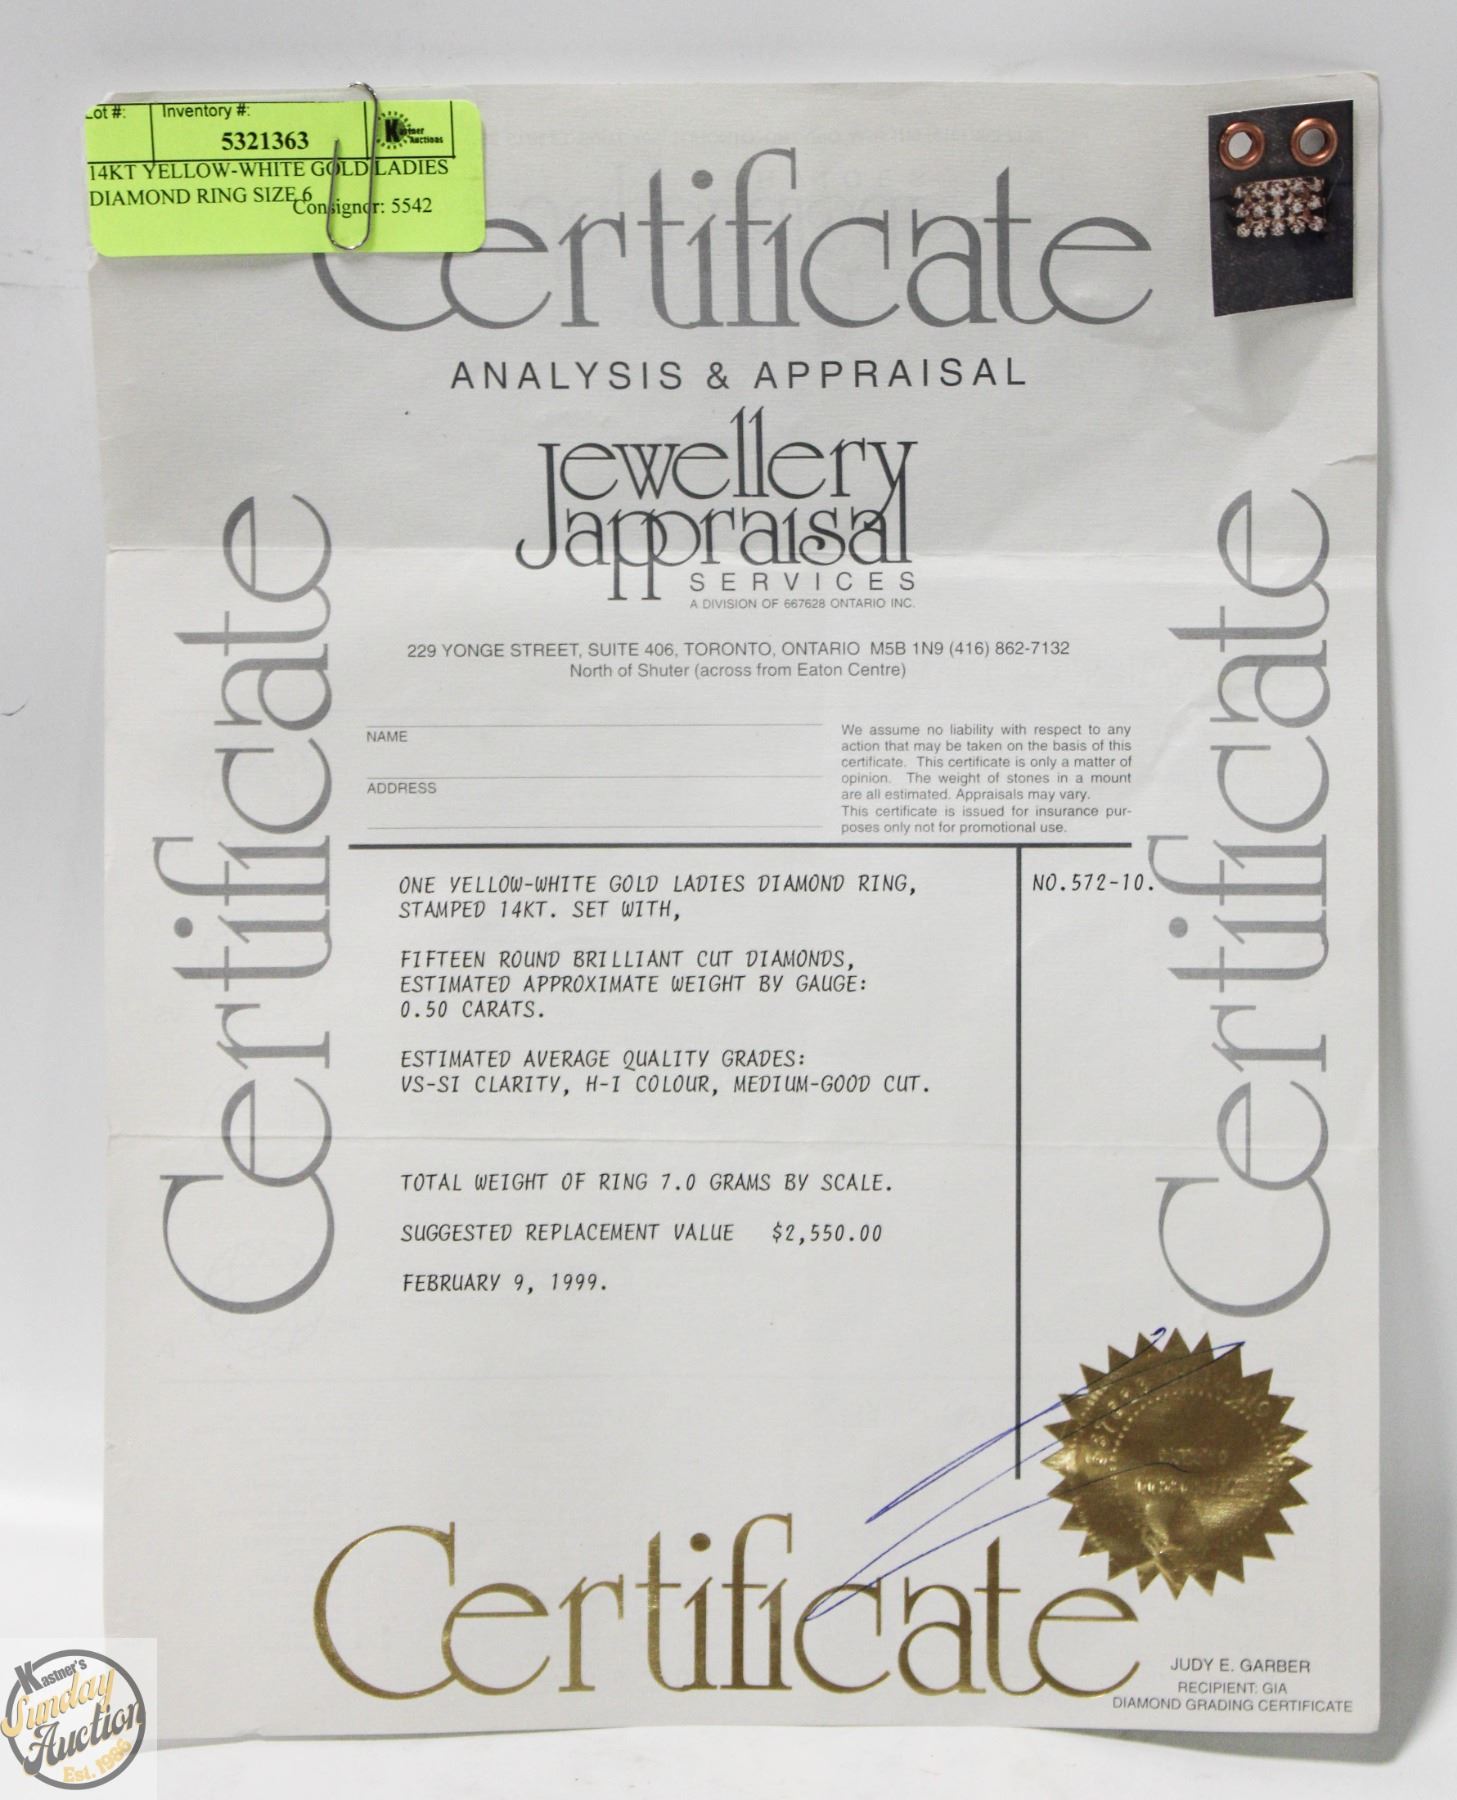 Lot #: Inventory #:
5321363
Kastner Auctions
14KT YELLOW-WHITE GOLD LADIES
DIAMOND RING SIZE 6
Consignor: 5542
Certificate
ANALYSIS & APPRAISAL
Jewellery
appraisal
SERVICES
A DIVISION OF 667628 ONTARIO INC.
229 YONGE STREET, SUITE 406, TORONTO, ONTARIO M5B 1N9 (416) 862-7132
North of Shuter (across from Eaton Centre)
NAME
ADDRESS
We assume no liability with respect to any
action that may be taken on the basis of this
certificate. This certificate is only a matter of
opinion. The weight of stones in a mount
are all estimated. Appraisals may vary.
This certificate is issued for insurance pur-
poses only not for promotional use.
Certificate
Certificate
ONE YELLOW-WHITE GOLD LADIES DIAMOND RING,
STAMPED 14KT. SET WITH,
NO.572-10.
FIFTEEN ROUND BRILLIANT CUT DIAMONDS,
ESTIMATED APPROXIMATE WEIGHT BY GAUGE:
0.50 CARATS.
ESTIMATED AVERAGE QUALITY GRADES:
VS-SI CLARITY, H-I COLOUR, MEDIUM-GOOD CUT.
TOTAL WEIGHT OF RING 7.0 GRAMS BY SCALE.
SUGGESTED REPLACEMENT VALUE $2,550.00
FEBRUARY 9, 1999.
Certificate
JUDY E. GARBER
RECIPIENT: GIA
DIAMOND GRADING CERTIFICATE
Kastner's
Sunday
Auction
Est. 1986